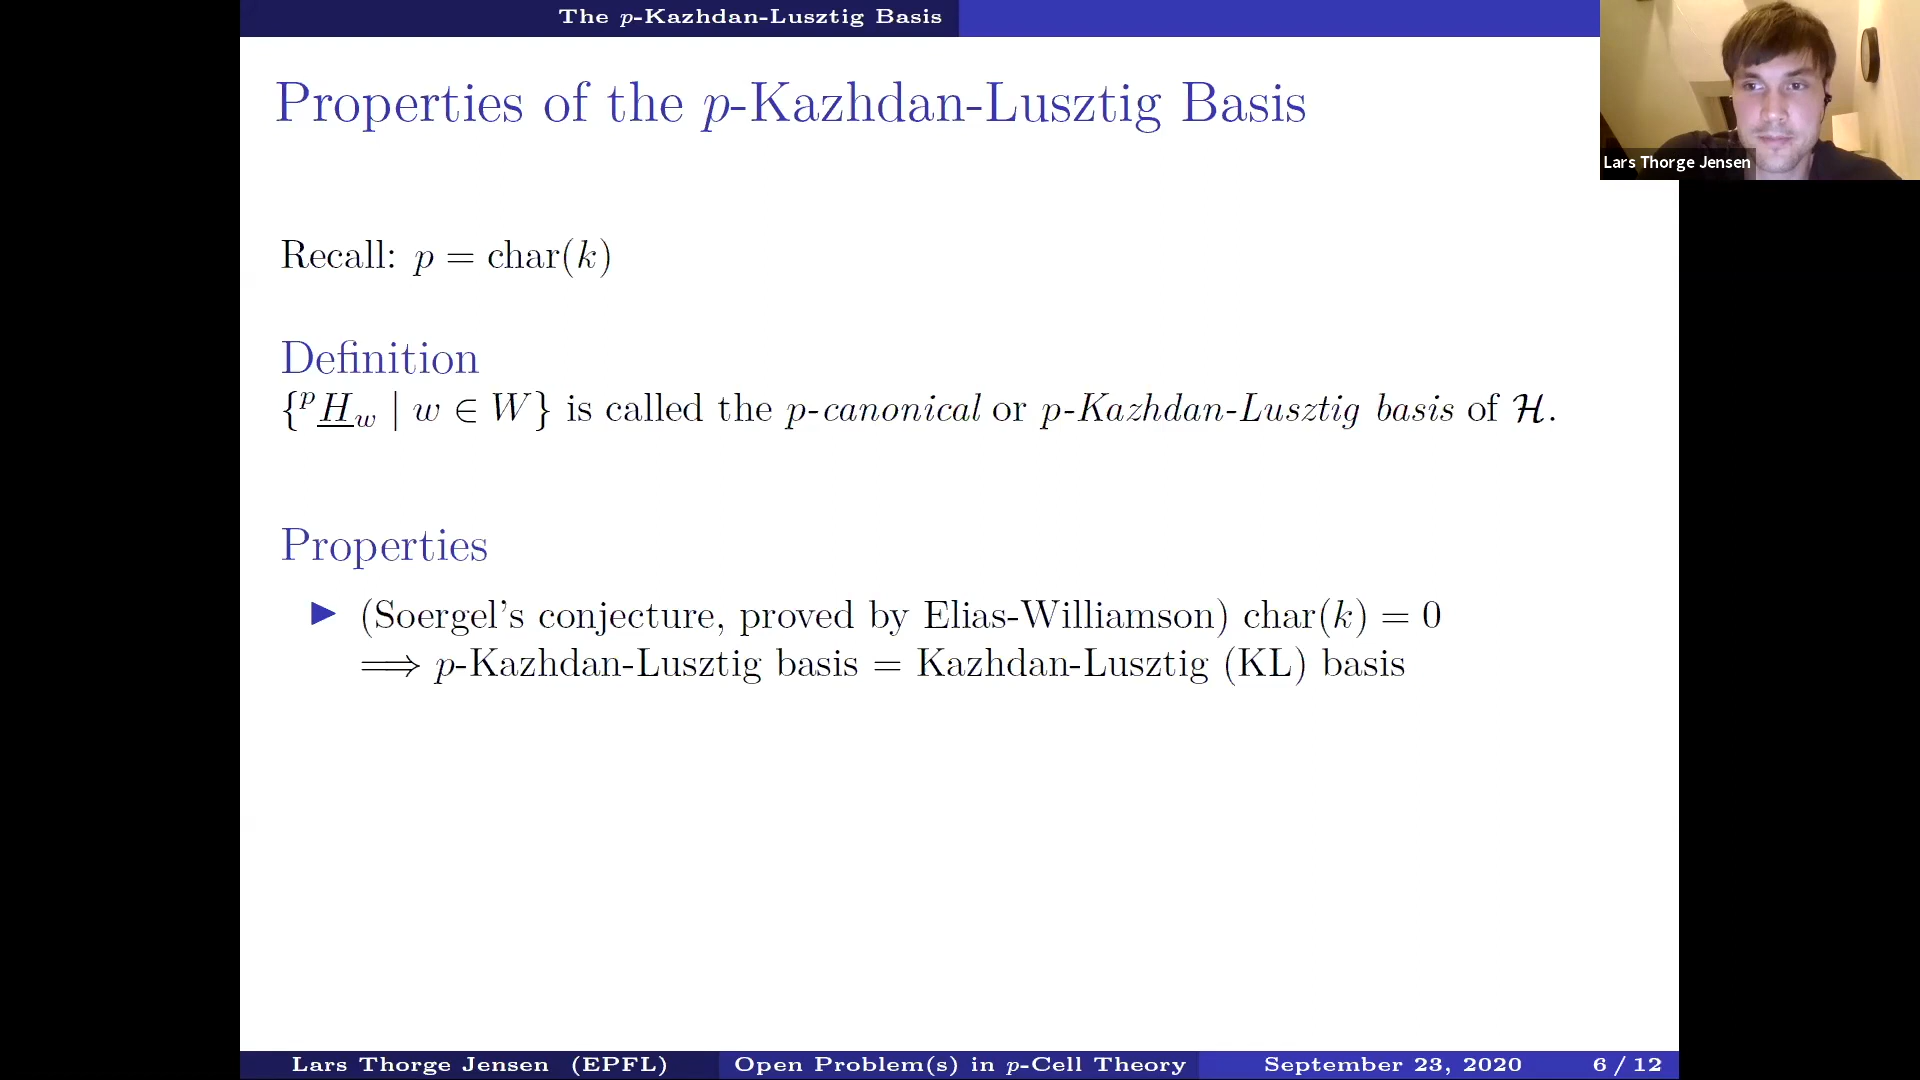 The p-Kazhdan-Lusztig Basis
Properties of the p-Kazhdan-Lusztig Basis
Lars Thorge Jensen
Recall: p = char(k)
Definition
{ᵖH̲_w | w ∈ W} is called the p-canonical or p-Kazhdan-Lusztig basis of ℋ.
Properties
▶ (Soergel's conjecture, proved by Elias-Williamson) char(k) = 0
⟹ p-Kazhdan-Lusztig basis = Kazhdan-Lusztig (KL) basis
Lars Thorge Jensen (EPFL) Open Problem(s) in p-Cell Theory September 23, 2020 6 / 12